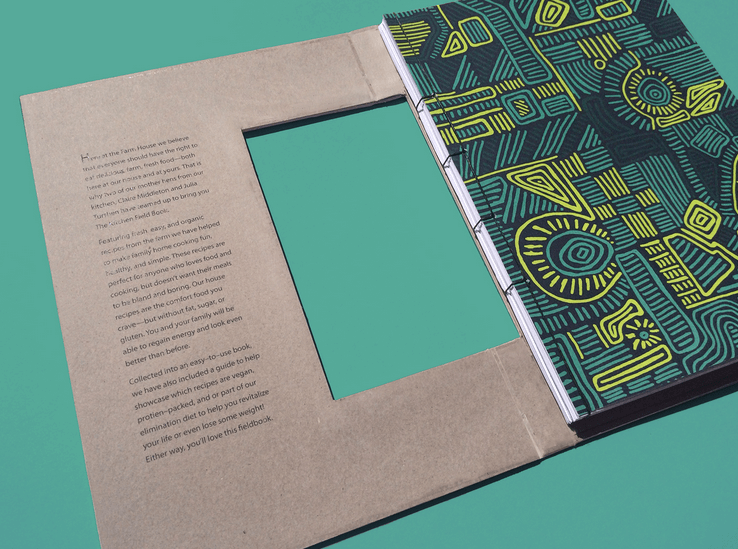 Here at the Farm House we believe
that everyone should have the right to
eat delicious, farm, fresh food—both
here at our house and at yours. That is
why two of our mother hens from our
kitchen, Claire Middleton and Julia
Turshen have teamed up to bring you
The Kitchen Field Book.
Featuring fresh, easy, and organic
recipes from the farm we have helped
to make family home cooking fun,
healthy, and simple. These recipes are
perfect for anyone who loves food and
cooking, but doesn't want their meals
to be bland and boring. Our house
recipes are the comfort food you
crave—but without fat, sugar, or
gluten. You and your family will be
able to regain energy and look even
better than before.
Collected into an easy-to-use book,
we have also included a guide to help
showcase which recipes are vegan,
protien-packed, and or part of our
elimination diet to help you revitalize
your life or even lose some weight!
Either way, you'll love this fieldbook.